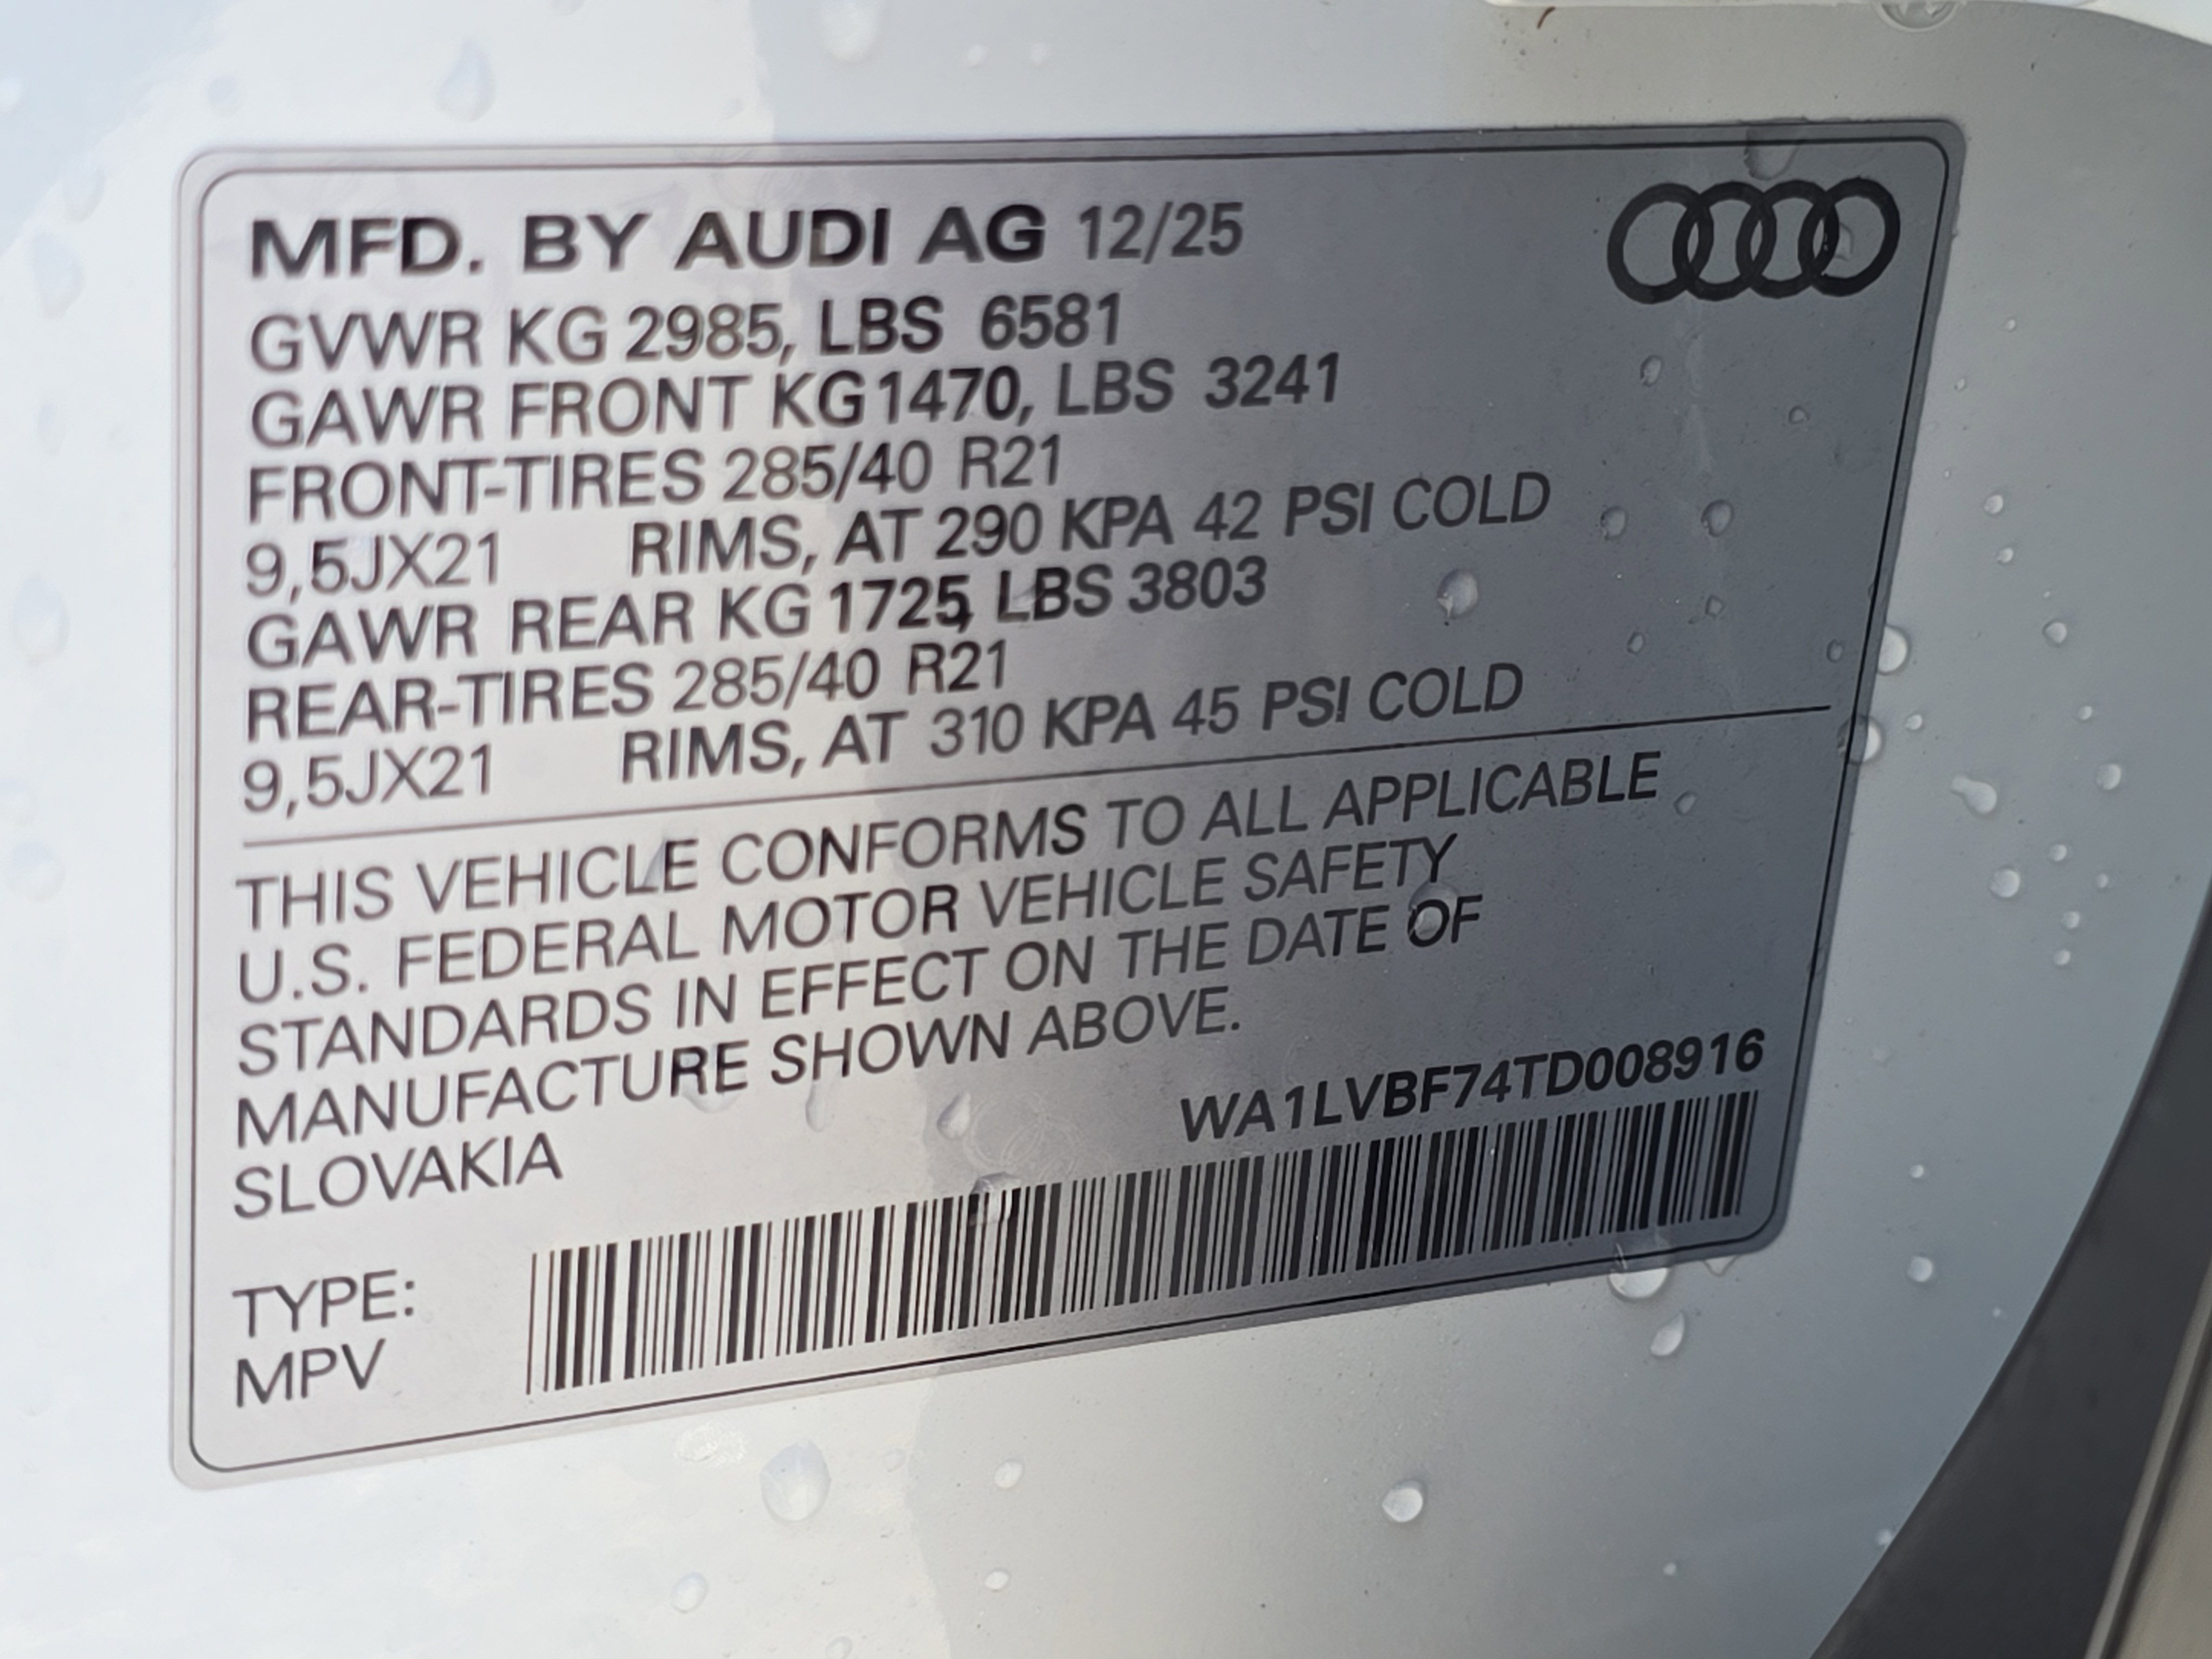 MFD. BY AUDI AG 12/25
GVWR KG 2985, LBS 6581
GAWR FRONT KG 1470, LBS 3241
FRONT-TIRES 285/40 R21
9,5JX21 RIMS, AT 290 KPA 42 PSI COLD
GAWR REAR KG 1725, LBS 3803
REAR-TIRES 285/40 R21
9,5JX21 RIMS, AT 310 KPA 45 PSI COLD
THIS VEHICLE CONFORMS TO ALL APPLICABLE
U.S. FEDERAL MOTOR VEHICLE SAFETY
STANDARDS IN EFFECT ON THE DATE OF
MANUFACTURE SHOWN ABOVE.
SLOVAKIA
WA1LVBF74TD008916
TYPE:
MPV